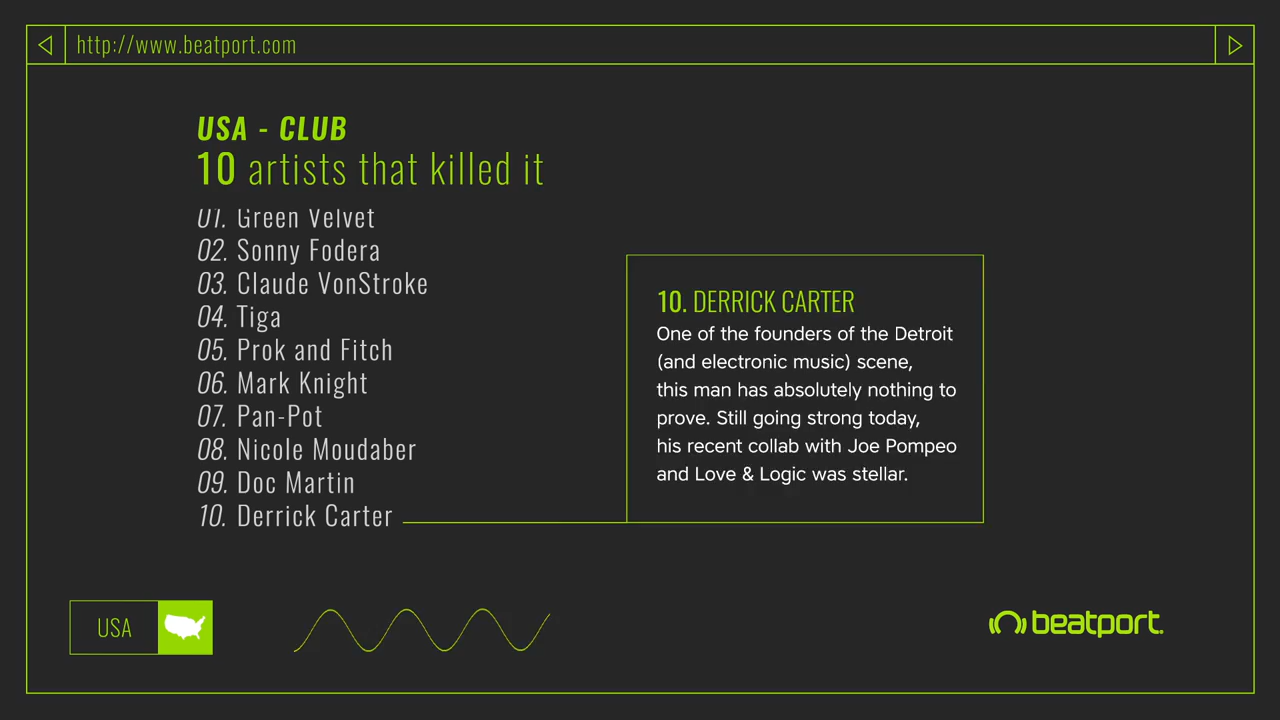 http://www.beatport.com
USA - CLUB
10 artists that killed it
01. Green Velvet
02. Sonny Fodera
03. Claude VonStroke
04. Tiga
05. Prok and Fitch
06. Mark Knight
07. Pan-Pot
08. Nicole Moudaber
09. Doc Martin
10. Derrick Carter
10. DERRICK CARTER
One of the founders of the Detroit
(and electronic music) scene,
this man has absolutely nothing to
prove. Still going strong today,
his recent collab with Joe Pompeo
and Love & Logic was stellar.
USA
beatport.